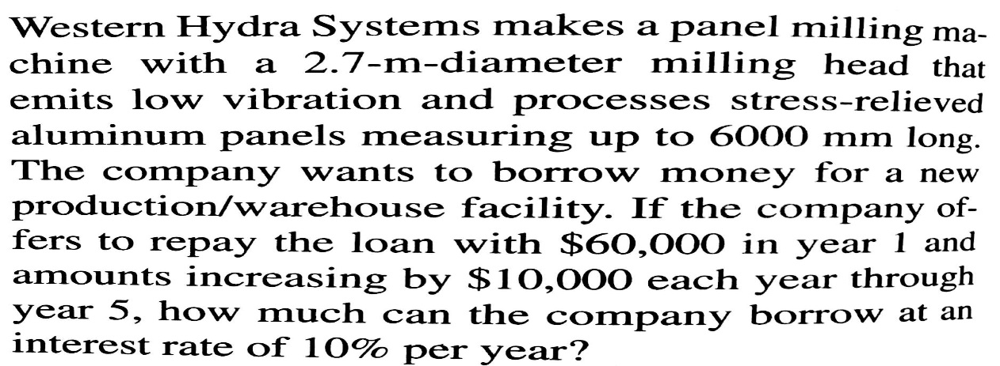 Western Hydra Systems makes a panel milling ma-
chine with a 2.7-m-diameter milling head that
emits low vibration and processes stress-relieved
aluminum panels measuring up to 6000 mm long.
The company wants to borrow money for a new
production/warehouse facility. If the company of-
fers to repay the loan with $60,000 in year 1 and
amounts increasing by $10,000 each year through
year 5, how much can the company borrow at an
interest rate of 10% per year?